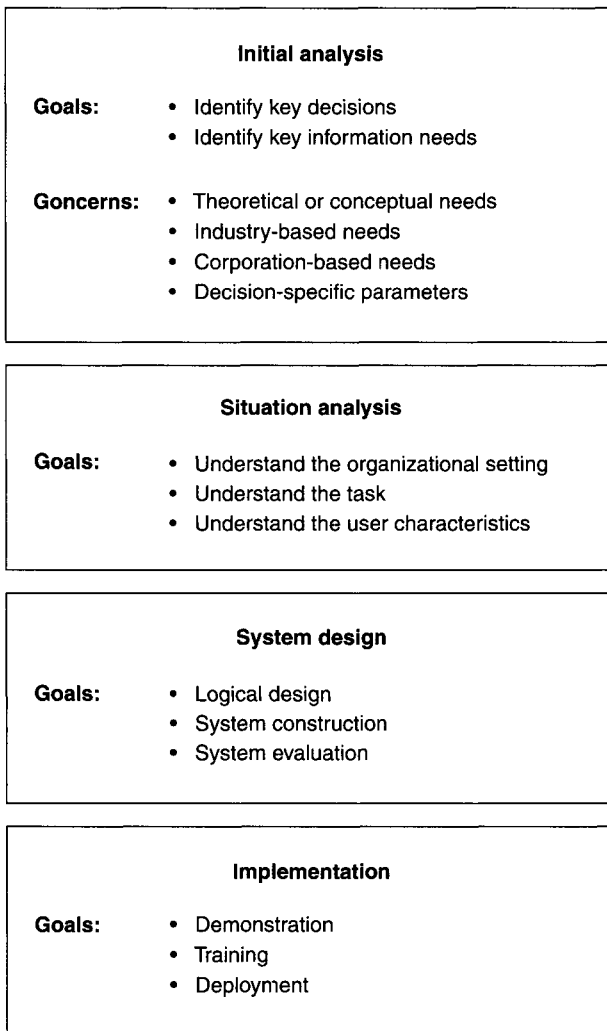 Initial analysis
Goals: • Identify key decisions
• Identify key information needs
Goncerns: • Theoretical or conceptual needs
• Industry-based needs
• Corporation-based needs
• Decision-specific parameters
Situation analysis
Goals: • Understand the organizational setting
• Understand the task
• Understand the user characteristics
System design
Goals: • Logical design
• System construction
• System evaluation
Implementation
Goals: • Demonstration
• Training
• Deployment